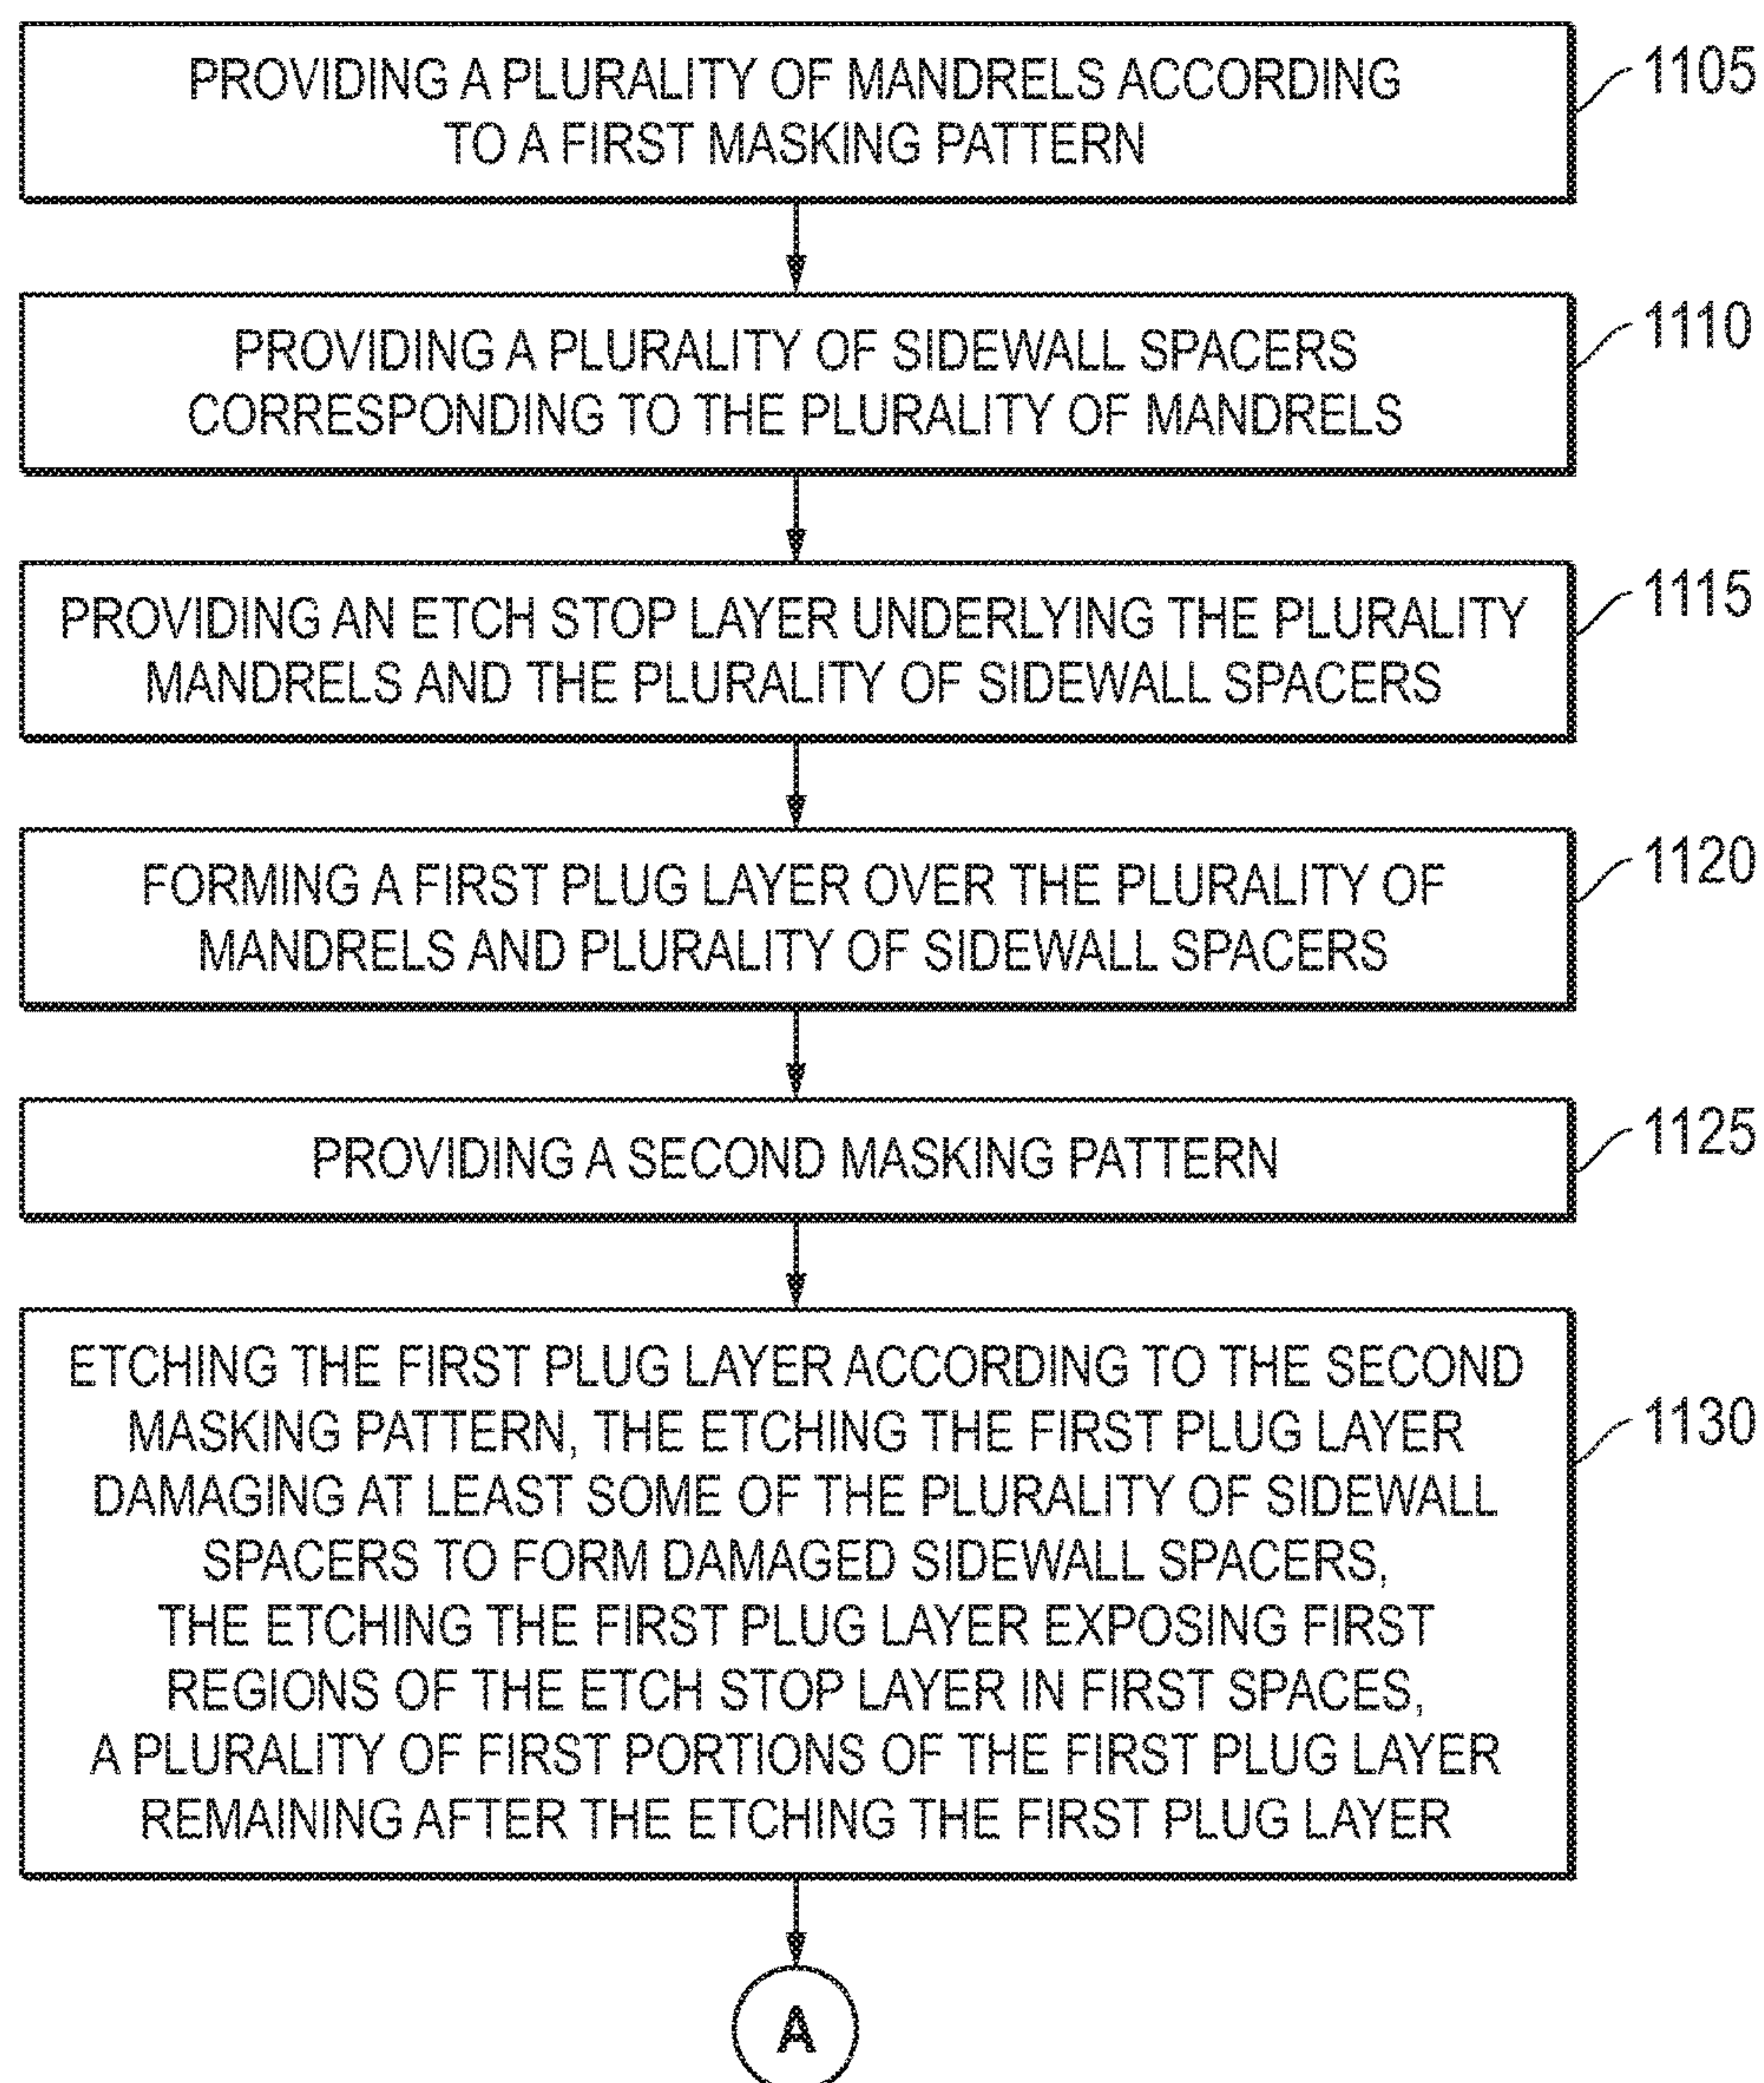 PROVIDING A PLURALITY OF MANDRELS ACCORDING
TO A FIRST MASKING PATTERN
1105
PROVIDING A PLURALITY OF SIDEWALL SPACERS
CORRESPONDING TO THE PLURALITY OF MANDRELS
1110
PROVIDING AN ETCH STOP LAYER UNDERLYING THE PLURALITY
MANDRELS AND THE PLURALITY OF SIDEWALL SPACERS
1115
FORMING A FIRST PLUG LAYER OVER THE PLURALITY OF
MANDRELS AND PLURALITY OF SIDEWALL SPACERS
1120
PROVIDING A SECOND MASKING PATTERN
1125
ETCHING THE FIRST PLUG LAYER ACCORDING TO THE SECOND
MASKING PATTERN, THE ETCHING THE FIRST PLUG LAYER
DAMAGING AT LEAST SOME OF THE PLURALITY OF SIDEWALL
SPACERS TO FORM DAMAGED SIDEWALL SPACERS,
THE ETCHING THE FIRST PLUG LAYER EXPOSING FIRST
REGIONS OF THE ETCH STOP LAYER IN FIRST SPACES,
A PLURALITY OF FIRST PORTIONS OF THE FIRST PLUG LAYER
REMAINING AFTER THE ETCHING THE FIRST PLUG LAYER
1130
A